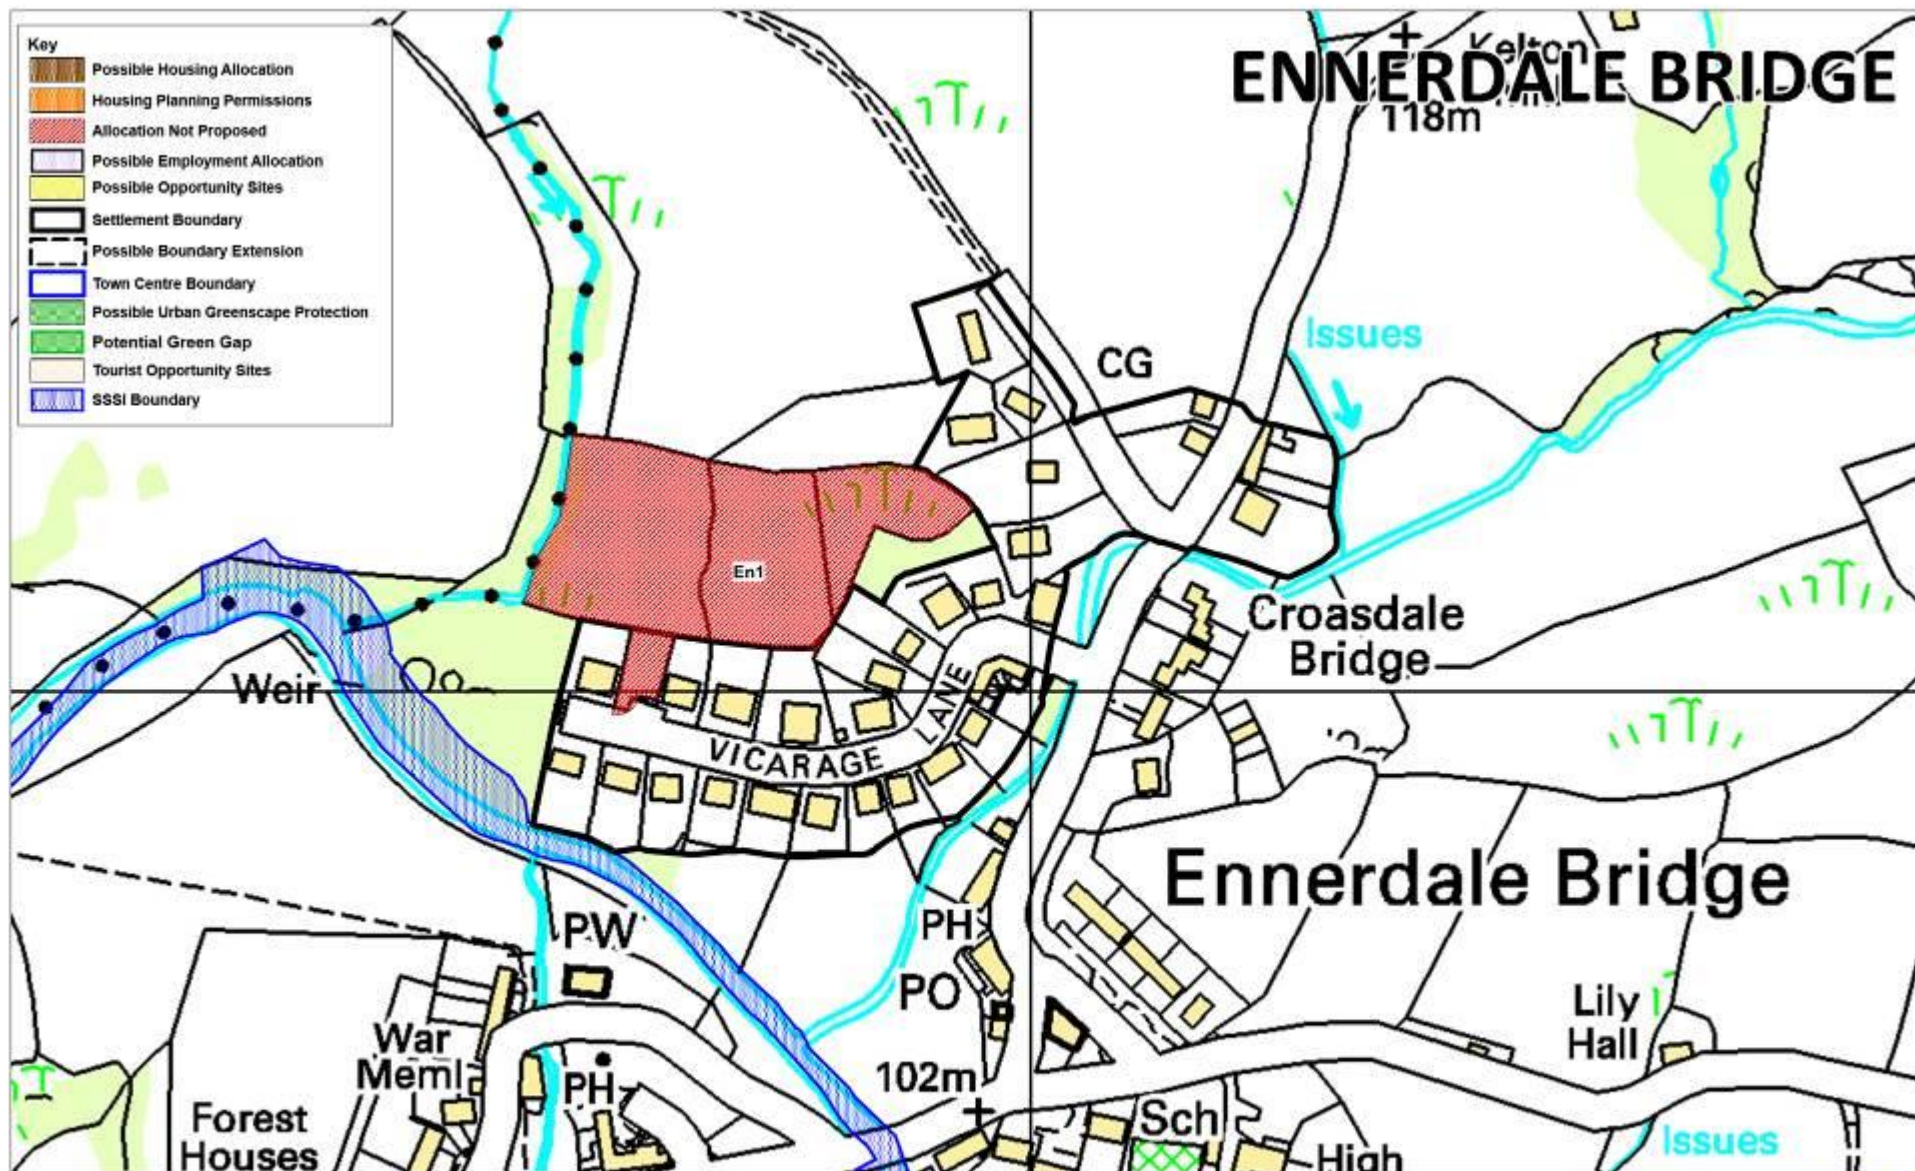 Key
Possible Housing Allocation
Housing Planning Permissions
Allocation Not Proposed
Possible Employment Allocation
Possible Opportunity Sites
Settlement Boundary
Possible Boundary Extension
Town Centre Boundary
Possible Urban Greenscape Protection
Potential Green Gap
Tourist Opportunity Sites
SSSI Boundary
ENNERDALE BRIDGE
Kelton
118m
Issues
CG
En1
Croasdale
Bridge
Weir
VICARAGE LANE
Ennerdale Bridge
PW
PH
PO
Lily
Hall
War
Meml
PH
102m
Sch
Forest
Houses
High
Issues